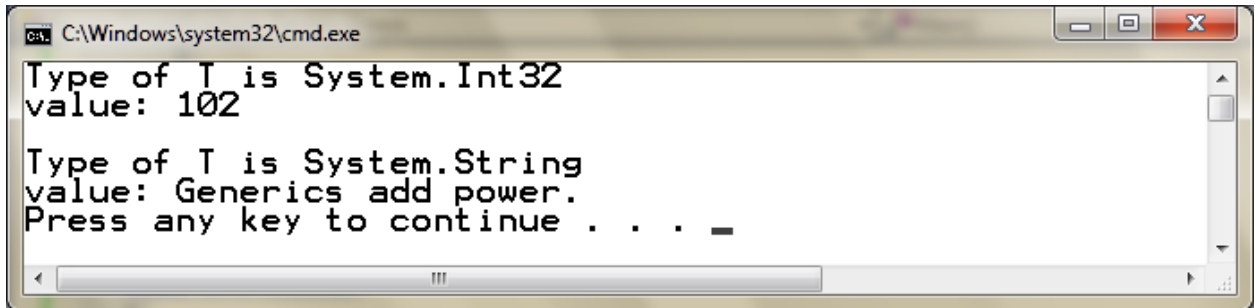 C:\Windows\system32\cmd.exe
Type of T is System.Int32
value: 102
Type of T is System.String
value: Generics add power.
Press any key to continue . . . _